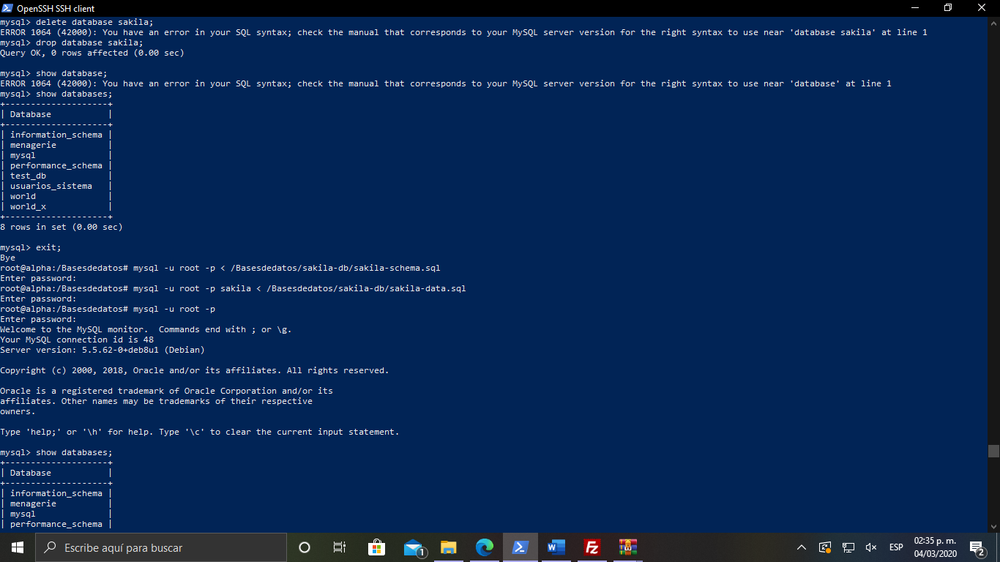 OpenSSH SSH client
mysql> delete database sakila;
ERROR 1064 (42000): You have an error in your SQL syntax; check the manual that corresponds to your MySQL server version for the right syntax to use near 'database sakila' at line 1
mysql> drop database sakila;
Query OK, 0 rows affected (0.00 sec)
mysql> show database;
ERROR 1064 (42000): You have an error in your SQL syntax; check the manual that corresponds to your MySQL server version for the right syntax to use near 'database' at line 1
mysql> show databases;
+--------------------+
| Database           |
+--------------------+
| information_schema |
| menagerie          |
| mysql              |
| performance_schema |
| test_db            |
| usuarios_sistema   |
| world              |
| world_x            |
+--------------------+
8 rows in set (0.00 sec)
mysql> exit;
Bye
root@alpha:/Basesdedatos# mysql -u root -p < /Basesdedatos/sakila-db/sakila-schema.sql
Enter password:
root@alpha:/Basesdedatos# mysql -u root -p sakila < /Basesdedatos/sakila-db/sakila-data.sql
Enter password:
root@alpha:/Basesdedatos# mysql -u root -p
Enter password:
Welcome to the MySQL monitor.  Commands end with ; or \g.
Your MySQL connection id is 48
Server version: 5.5.62-0+deb8u1 (Debian)
Copyright (c) 2000, 2018, Oracle and/or its affiliates. All rights reserved.
Oracle is a registered trademark of Oracle Corporation and/or its
affiliates. Other names may be trademarks of their respective
owners.
Type 'help;' or '\h' for help. Type '\c' to clear the current input statement.
mysql> show databases;
+--------------------+
| Database           |
+--------------------+
| information_schema |
| menagerie          |
| mysql              |
| performance_schema |
Escribe aquí para buscar
1
W
FZ
ESP
02:35 p. m.
04/03/2020
2